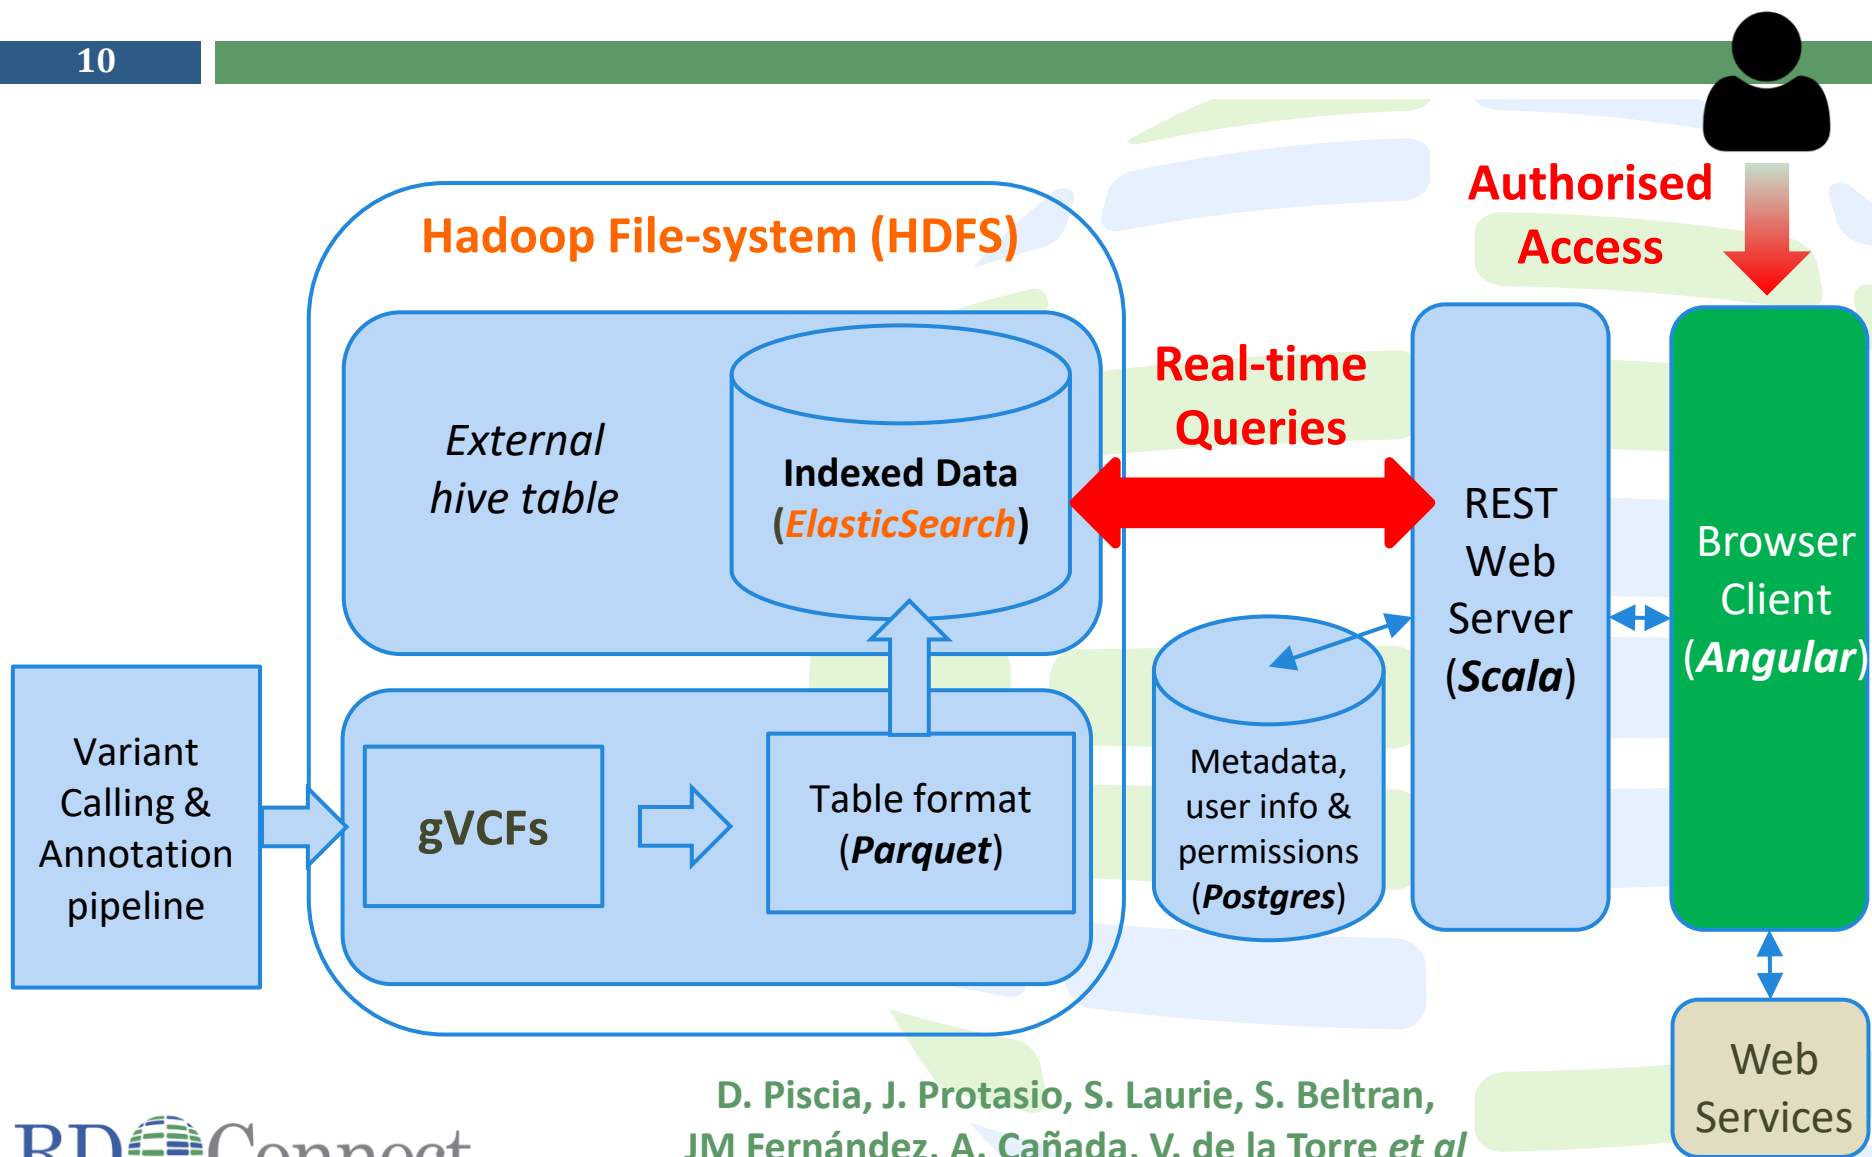 10
Authorised
Access
Hadoop File-system (HDFS)
External
hive table
Indexed Data
(ElasticSearch)
Real-time
Queries
REST
Web
Server
(Scala)
Browser
Client
(Angular)
Variant
Calling &
Annotation
pipeline
gVCFs
Table format
(Parquet)
Metadata,
user info &
permissions
(Postgres)
Web
Services
D. Piscia, J. Protasio, S. Laurie, S. Beltran,
JM Fernández, A. Cañada, V. de la Torre et al
RD Connect